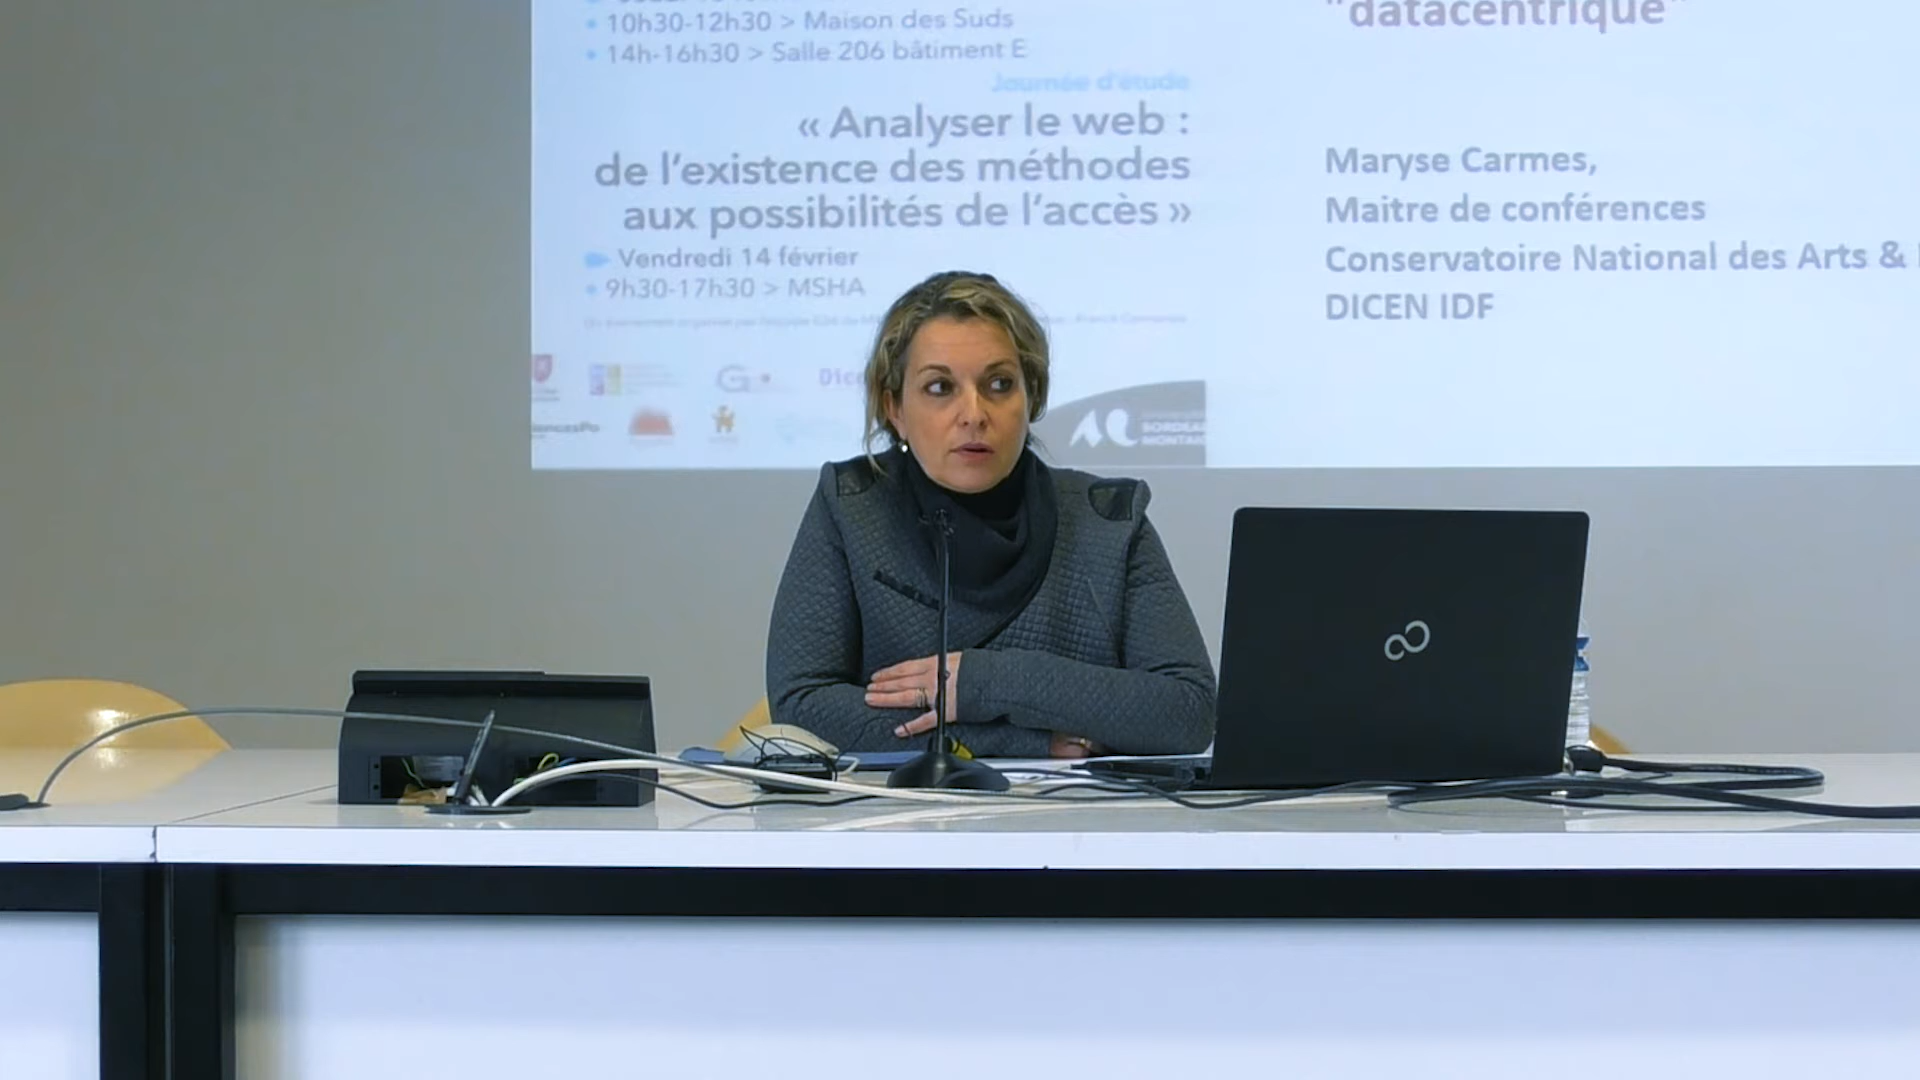 10h30-12h30 > Maison des Suds
14h-16h30 > Salle 206 bâtiment E
Journée d'étude
« Analyser le web :
de l'existence des méthodes
aux possibilités de l'accès »
Vendredi 14 février
9h30-17h30 > MSHA
"datacentrique"
Maryse Carmes,
Maitre de conférences
Conservatoire National des Arts &
DICEN IDF